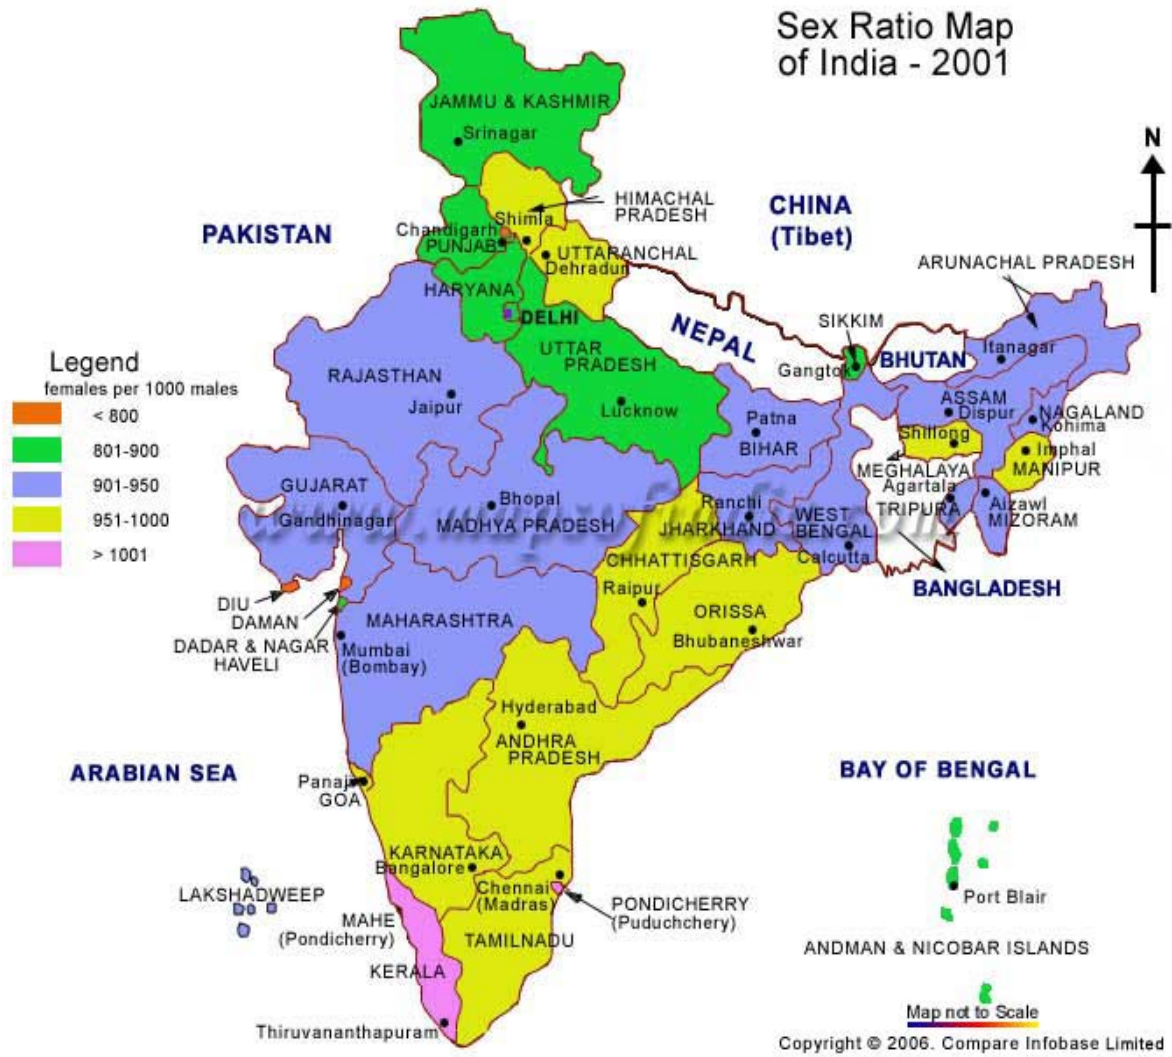 Sex Ratio Map
of India - 2001
N
JAMMU & KASHMIR
Srinagar
HIMACHAL
PRADESH
CHINA
(Tibet)
PAKISTAN
Shimla
Chandigarh
PUNJAB
UTTARANCHAL
Dehradun
ARUNACHAL PRADESH
HARYANA
DELHI
NEPAL
SIKKIM
BHUTAN
Itanagar
Gangtok
UTTAR
PRADESH
Legend
females per 1000 males
< 800
801-900
901-950
951-1000
> 1001
RAJASTHAN
Jaipur
Lucknow
Patna
BIHAR
ASSAM
Dispur
NAGALAND
Kohima
Shillong
Imphal
MANIPUR
MEGHALAYA
Agartala
TRIPURA
Aizawl
MIZORAM
GUJARAT
Gandhinagar
Bhopal
MADHYA PRADESH
Ranchi
JHARKHAND
WEST
BENGAL
Calcutta
CHHATTISGARH
Raipur
BANGLADESH
DIU
DAMAN
DADAR & NAGAR
HAVELI
MAHARASHTRA
Mumbai
(Bombay)
ORISSA
Bhubaneshwar
Hyderabad
ANDHRA
PRADESH
ARABIAN SEA
BAY OF BENGAL
Panaji
GOA
KARNATAKA
Bangalore
Chennai
(Madras)
LAKSHADWEEP
PONDICHERRY
(Puduchchery)
Port Blair
MAHE
(Pondicherry)
TAMILNADU
ANDMAN & NICOBAR ISLANDS
KERALA
Thiruvananthapuram
Map not to Scale
Copyright © 2006. Compare Infobase Limited